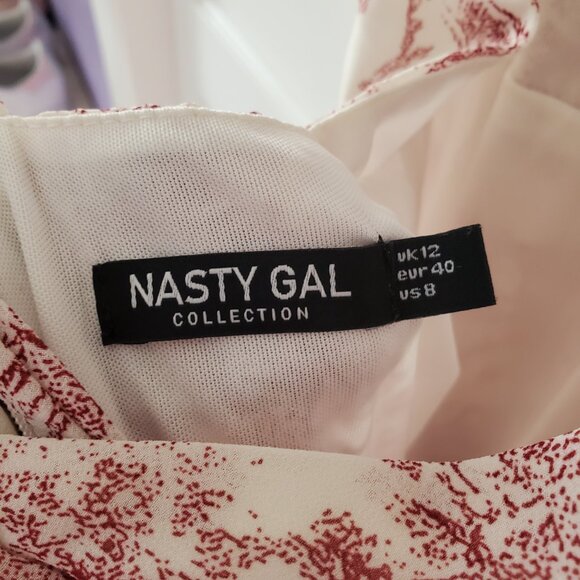 NASTY GAL
COLLECTION
uk 12
eur 40
us 8